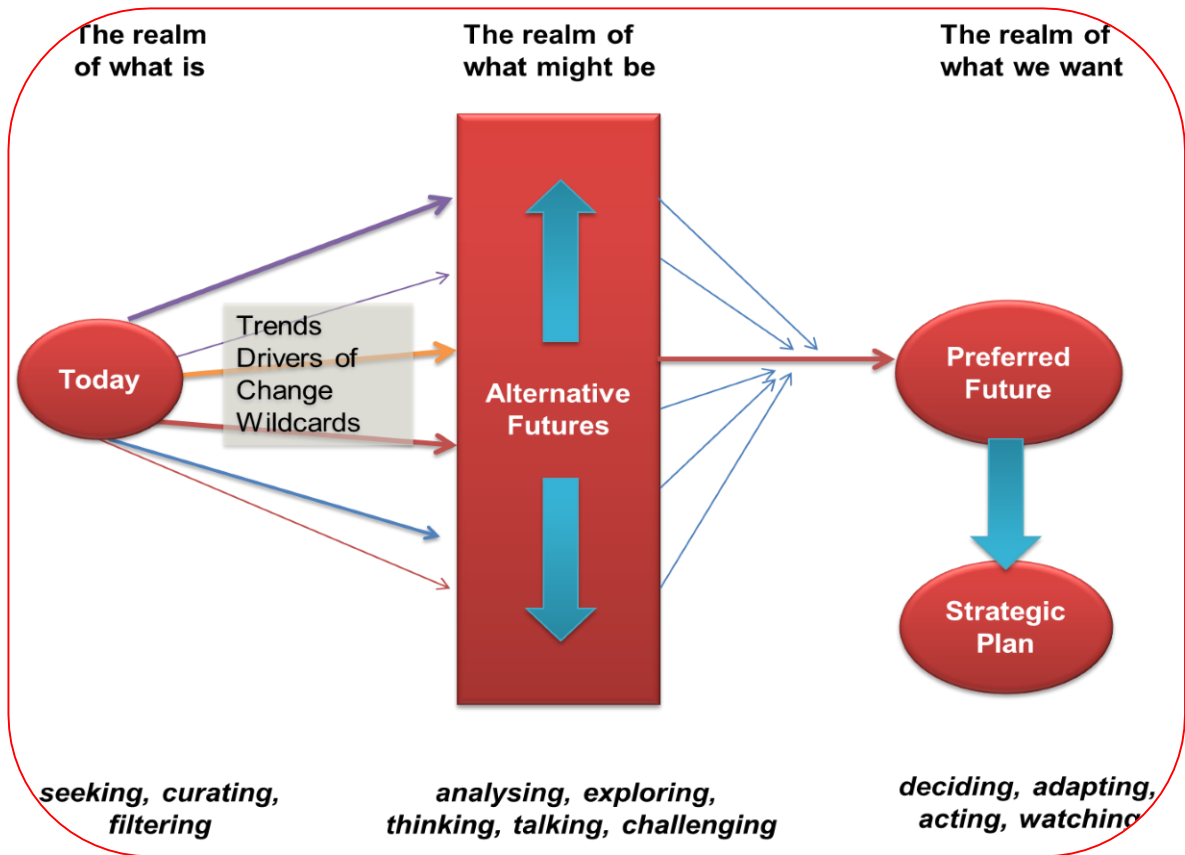 The realm
of what is
The realm of
what might be
The realm of
what we want
Trends
Drivers of
Change
Wildcards
Today
Alternative
Futures
Preferred
Future
Strategic
Plan
seeking, curating,
filtering
analysing, exploring,
thinking, talking, challenging
deciding, adapting,
acting, watching